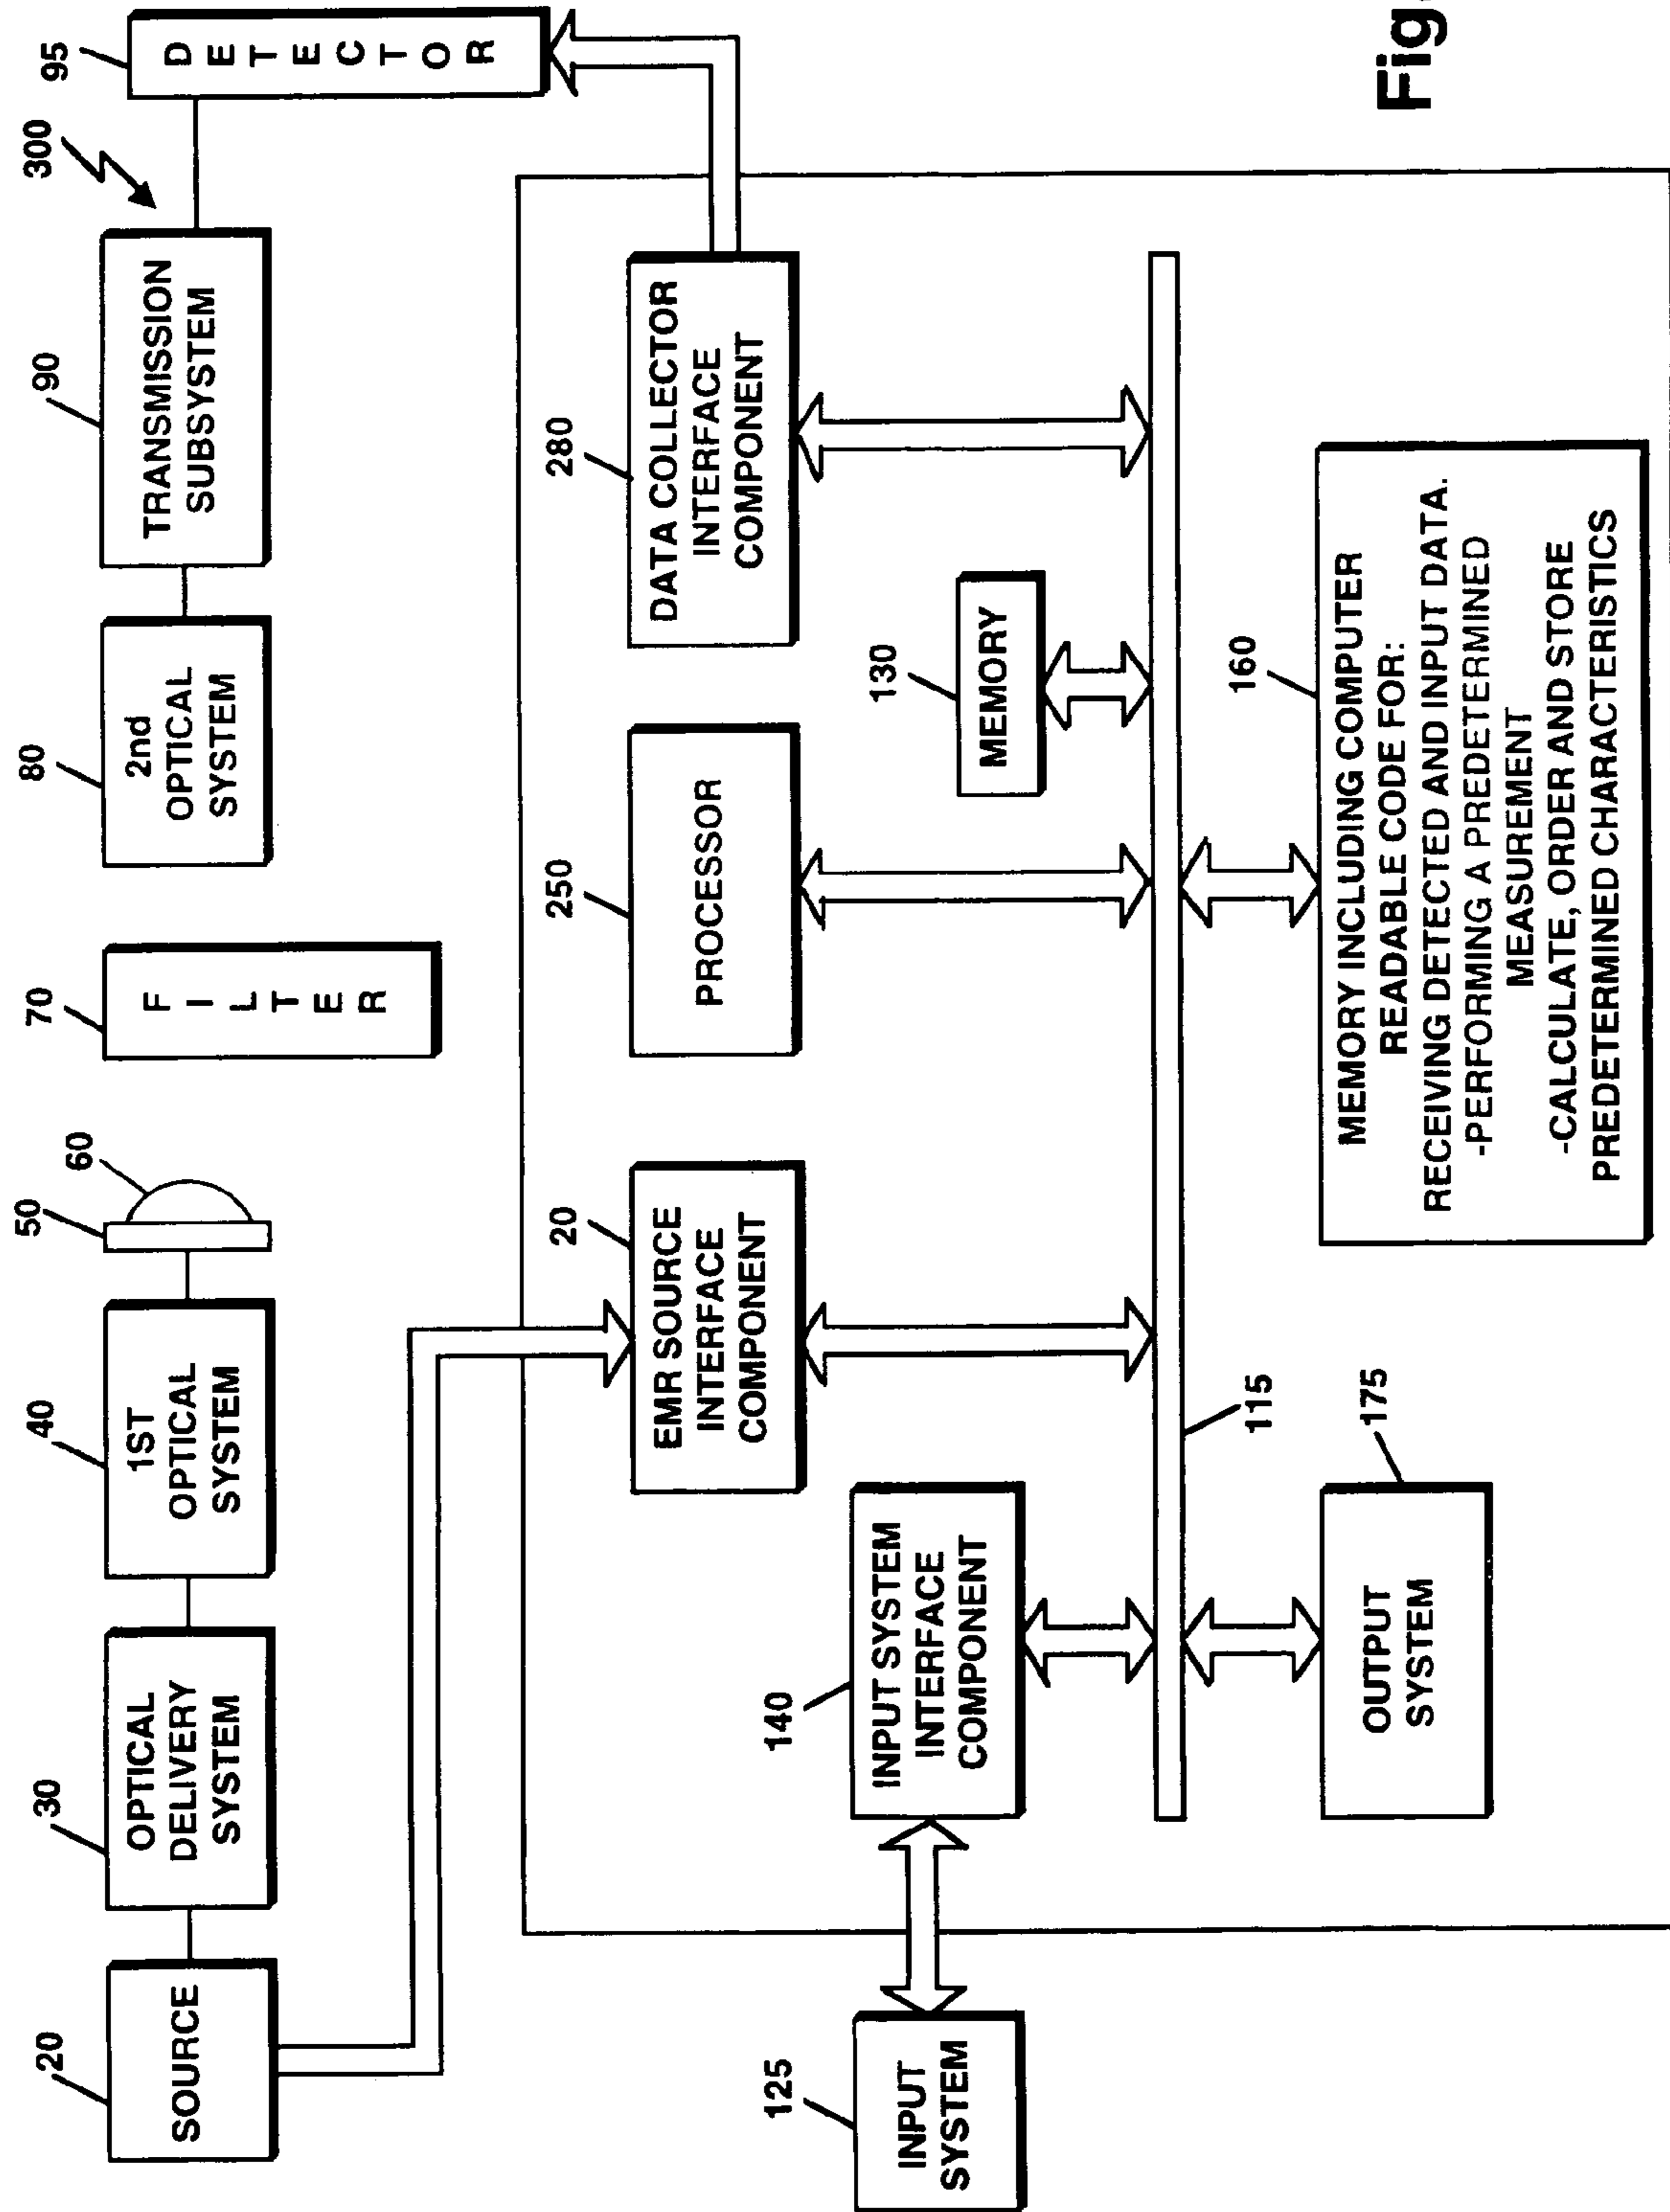 20
SOURCE
30
OPTICAL
DELIVERY
SYSTEM
40
1ST
OPTICAL
SYSTEM
50
60
70
FILTER
80
2nd
OPTICAL
SYSTEM
90
TRANSMISSION
SUBSYSTEM
300
95
DETECTOR
125
INPUT
SYSTEM
140
INPUT SYSTEM
INTERFACE
COMPONENT
20
EMR SOURCE
INTERFACE
COMPONENT
250
PROCESSOR
280
DATA COLLECTOR
INTERFACE
COMPONENT
130
MEMORY
115
175
OUTPUT
SYSTEM
160
MEMORY INCLUDING COMPUTER
READABLE CODE FOR:
RECEIVING DETECTED AND INPUT DATA.
-PERFORMING A PREDETERMINED
MEASUREMENT
-CALCULATE, ORDER AND STORE
PREDETERMINED CHARACTERISTICS
Fig